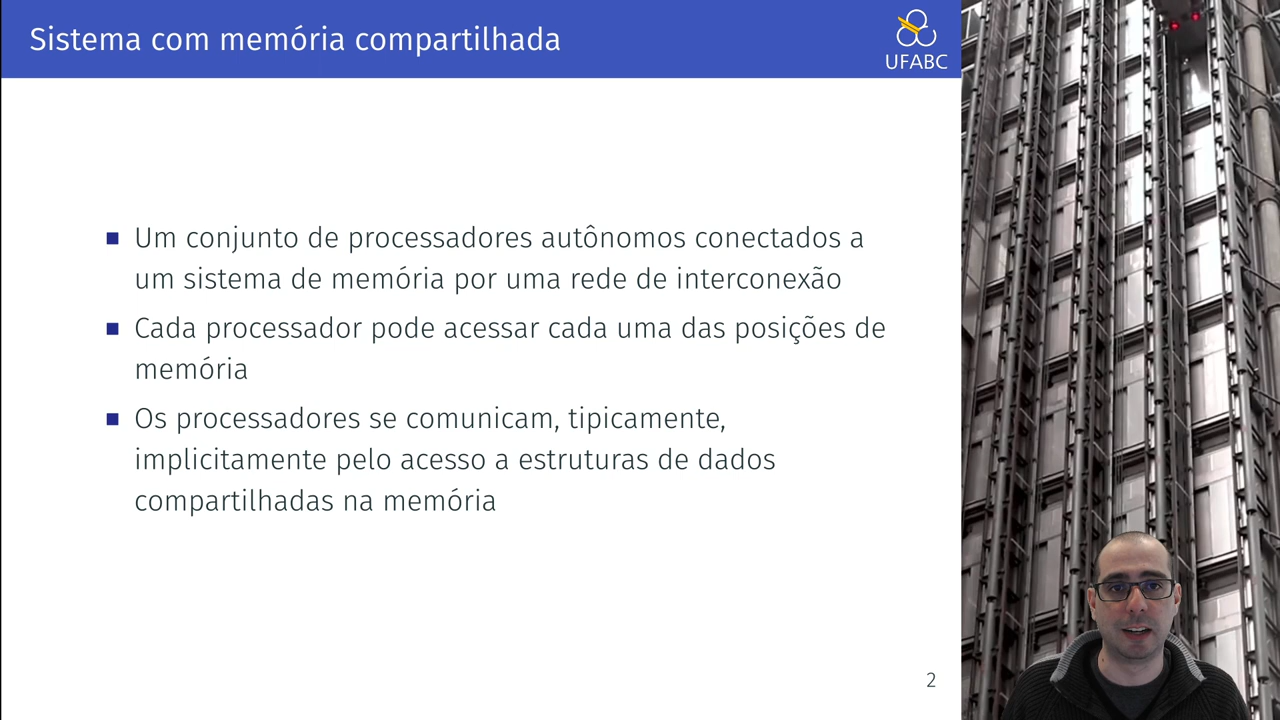 Sistema com memória compartilhada
UFABC
Um conjunto de processadores autônomos conectados a
um sistema de memória por uma rede de interconexão
Cada processador pode acessar cada uma das posições de
memória
Os processadores se comunicam, tipicamente,
implicitamente pelo acesso a estruturas de dados
compartilhadas na memória
2